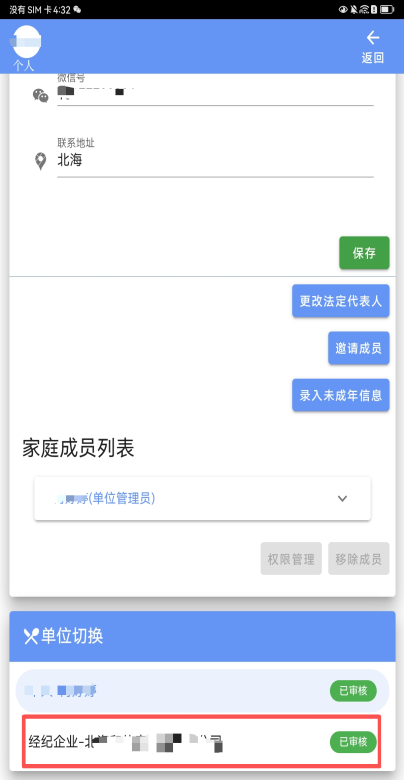 没有 SIM 卡 4:32
个人
返回
微信号
联系地址
北海
保存
更改法定代表人
邀请成员
录入未成年信息
家庭成员列表
(单位管理员)
权限管理
移除成员
单位切换
已审核
经纪企业-北
已审核